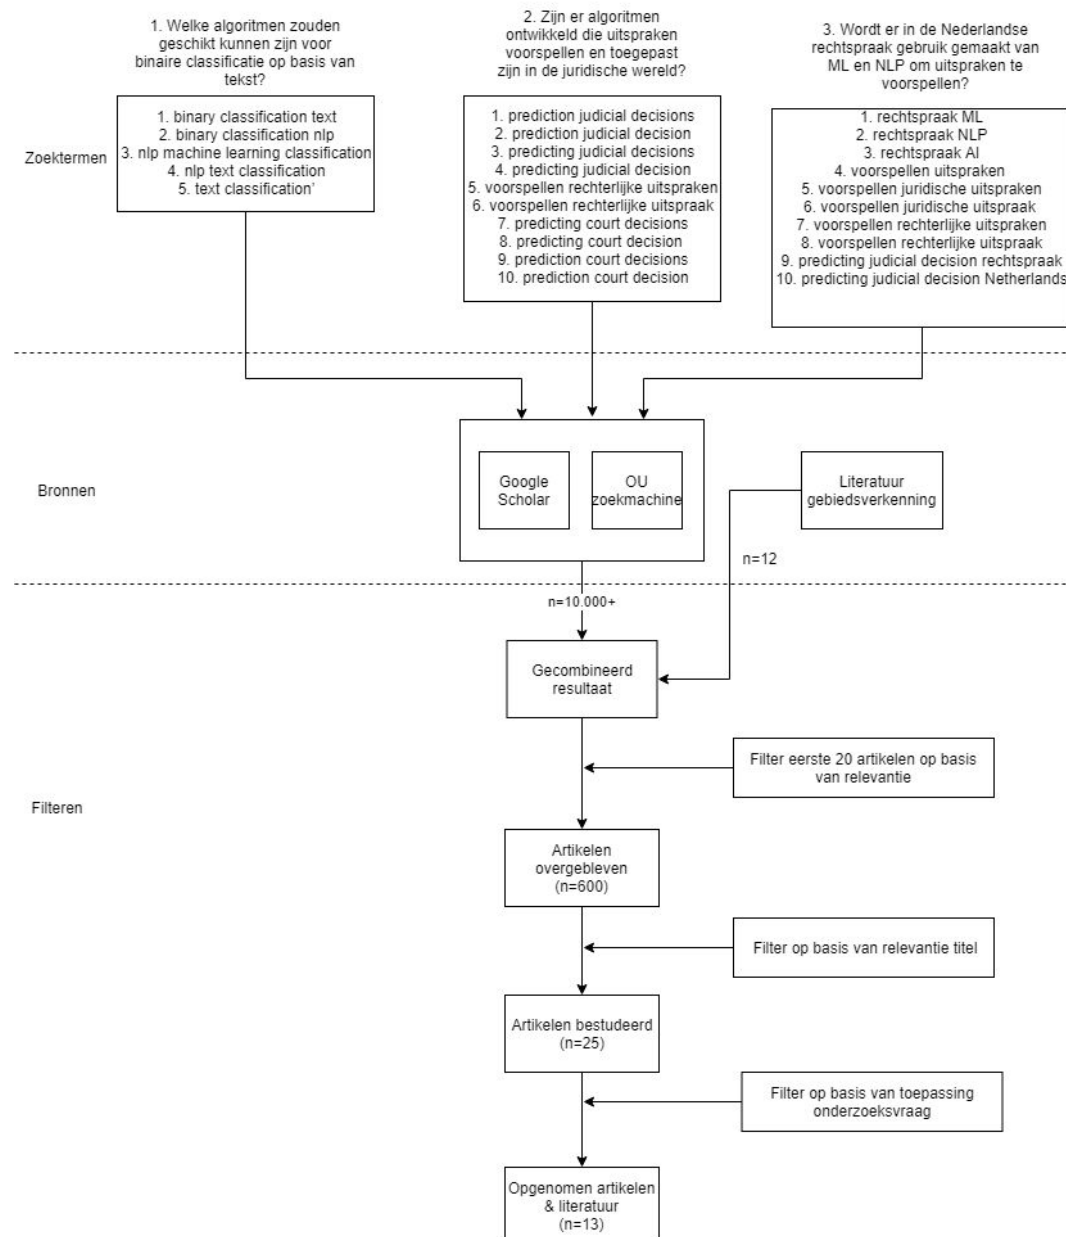 1. Welke algoritmen zouden
geschikt kunnen zijn voor
binaire classificatie op basis van
tekst?
2. Zijn er algoritmen
ontwikkeld die uitspraken
voorspellen en toegepast
zijn in de juridische wereld?
3. Wordt er in de Nederlandse
rechtspraak gebruik gemaakt van
ML en NLP om uitspraken te
voorspellen?
Zoektermen
1. binary classification text
2. binary classification nlp
3. nlp machine learning classification
4. nlp text classification
5. text classification'
1. prediction judicial decisions
2. prediction judicial decision
3. predicting judicial decisions
4. predicting judicial decision
5. voorspellen rechterlijke uitspraken
6. voorspellen rechterlijke uitspraak
7. predicting court decisions
8. predicting court decision
9. prediction court decisions
10. prediction court decision
1. rechtspraak ML
2. rechtspraak NLP
3. rechtspraak AI
4. voorspellen uitspraken
5. voorspellen juridische uitspraken
6. voorspellen juridische uitspraak
7. voorspellen rechterlijke uitspraken
8. voorspellen rechterlijke uitspraak
9. predicting judicial decision rechtspraak
10. predicting judicial decision Netherlands
Bronnen
Google
Scholar
OU
zoekmachine
Literatuur
gebiedsverkenning
n=12
n=10.000+
Gecombineerd
resultaat
Filter eerste 20 artikelen op basis
van relevantie
Filteren
Artikelen
overgebleven
(n=600)
Filter op basis van relevantie titel
Artikelen bestudeerd
(n=25)
Filter op basis van toepassing
onderzoeksvraag
Opgenomen artikelen
& literatuur
(n=13)